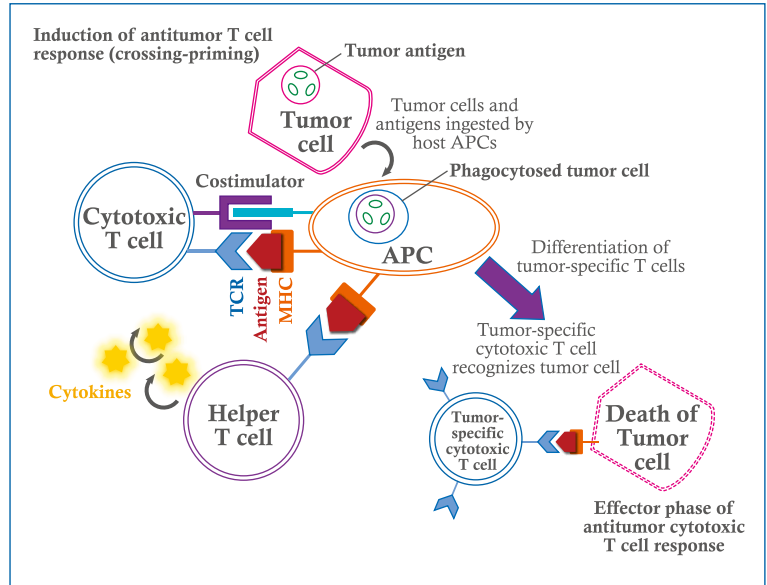 Induction of antitumor T cell
response (crossing-priming)
Tumor antigen
Tumor
cell
Tumor cells and
antigens ingested by
host APCs
Costimulator
Phagocytosed tumor cell
Cytotoxic
T cell
APC
TCR
Antigen
MHC
Differentiation of
tumor-specific T cells
Tumor-specific
cytotoxic T cell
recognizes tumor cell
Cytokines
Helper
T cell
Tumor-
specific
cytotoxic
T cell
Death of
Tumor
cell
Effector phase of
antitumor cytotoxic
T cell response